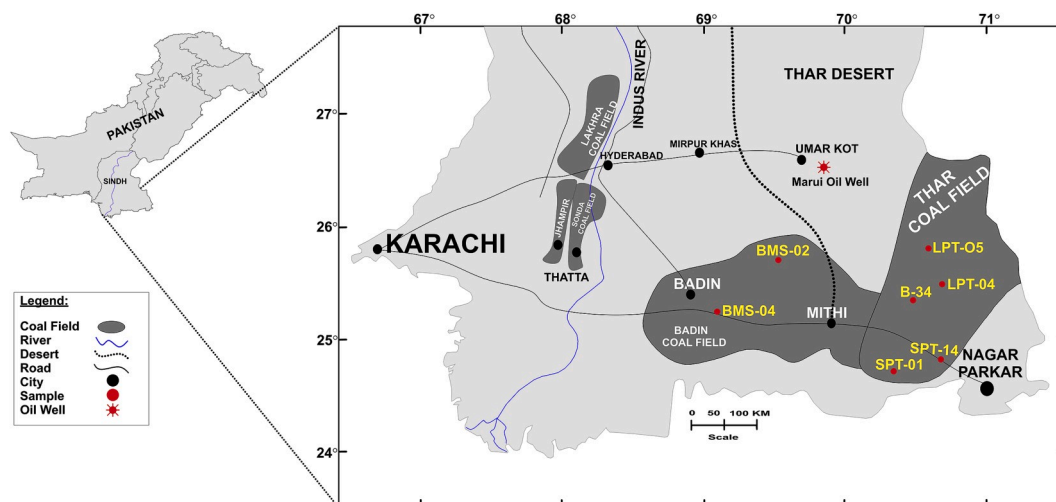 PAKISTAN
SINDH
Legend:
Coal Field
River
Desert
Road
City
Sample
Oil Well
67°
68°
69°
70°
71°
27°
26°
25°
24°
THAR DESERT
INDUS RIVER
LAKHRA
COAL FIELD
HYDERABAD
MIRPUR KHAS
UMAR KOT
Marui Oil Well
THAR
COAL FIELD
JHAMPIR
SONDA
COAL FIELD
KARACHI
THATTA
BMS-02
LPT-O5
LPT-04
B-34
BADIN
BMS-04
MITHI
BADIN
COAL FIELD
SPT-14
SPT-01
NAGAR
PARKAR
0 50 100 KM
Scale